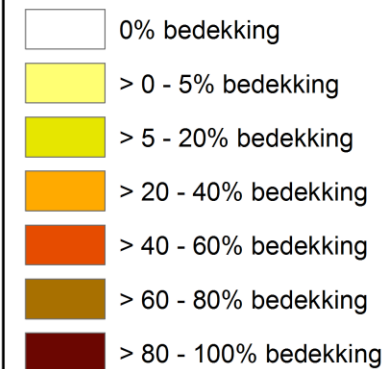 0% bedekking
> 0 - 5% bedekking
> 5 - 20% bedekking
> 20 - 40% bedekking
> 40 - 60% bedekking
> 60 - 80% bedekking
> 80 - 100% bedekking